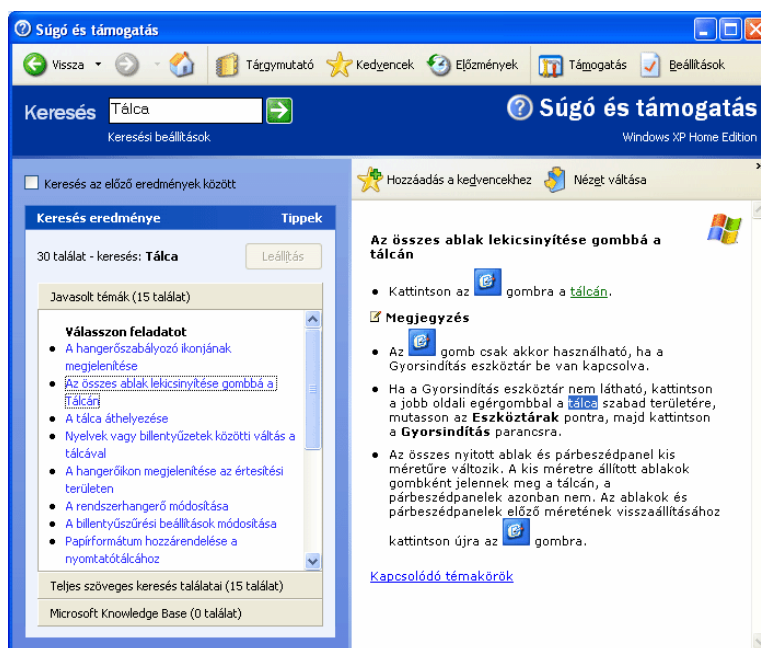 Súgó és támogatás
Vissza
Tárgymutató
Kedvencek
Előzmények
Támogatás
Beállítások
Keresés
Tálca
Keresési beállítások
Súgó és támogatás
Windows XP Home Edition
Keresés az előző eredmények között
Keresés eredménye
Tippek
30 találat - keresés: Tálca
Leállítás
Javasolt témák (15 találat)
Válasszon feladatot
A hangerőszabályozó ikonjának
megjelenítése
Az összes ablak lekicsinyítése gombbá a
Tálcán
A tálca áthelyezése
Nyelvek vagy billentyűzetek közötti váltás a
tálcával
A hangerőikon megjelenítése az értesítési
területen
A rendszerhangerő módosítása
A billentyűszűrési beállítások módosítása
Papírformátum hozzárendelése a
nyomtatótálcához
Teljes szöveges keresés találatai (15 találat)
Microsoft Knowledge Base (0 találat)
Hozzáadás a kedvencekhez
Nézet váltása
»
Az összes ablak lekicsinyítése gombbá a
tálcán
Kattintson az gombra a tálcán.
Megjegyzés
Az gomb csak akkor használható, ha a
Gyorsindítás eszköztár be van kapcsolva.
Ha a Gyorsindítás eszköztár nem látható, kattintson
a jobb oldali egérgombbal a tálca szabad területére,
mutasson az Eszköztárak pontra, majd kattintson
a Gyorsindítás parancsra.
Az összes nyitott ablak és párbeszédpanel kis
méretűre változik. A kis méretre állított ablakok
gombként jelennek meg a tálcán, a
párbeszédpanelek azonban nem. Az ablakok és
párbeszédpanelek előző méretének visszaállításához
kattintson újra az gombra.
Kapcsolódó témakörök